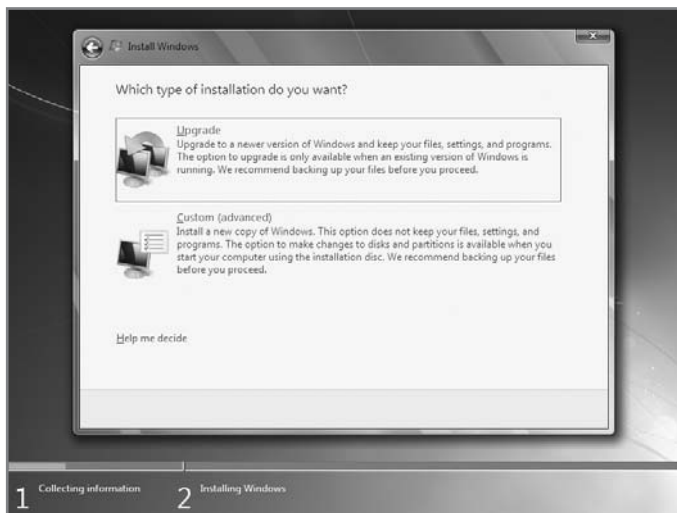 Install Windows
Which type of installation do you want?
Upgrade
Upgrade to a newer version of Windows and keep your files, settings, and programs.
The option to upgrade is only available when an existing version of Windows is
running. We recommend backing up your files before you proceed.
Custom (advanced)
Install a new copy of Windows. This option does not keep your files, settings, and
programs. The option to make changes to disks and partitions is available when you
start your computer using the installation disc. We recommend backing up your files
before you proceed.
Help me decide
1 Collecting information 2 Installing Windows